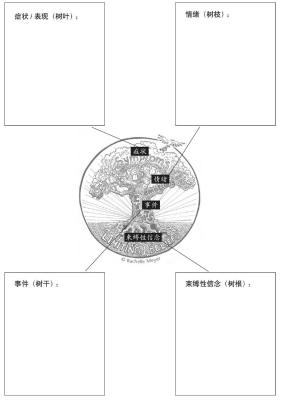 症状 / 表现（树叶）：
情绪（树枝）：
Symptoms
症状
情绪
事件
束缚性信念
© Rachelle Meyer
事件（树干）：
束缚性信念（树根）：